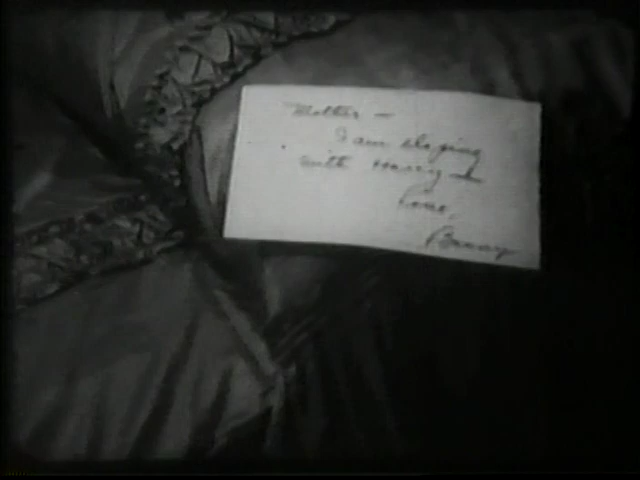 Mother —
I am eloping
with Harry —
Love,